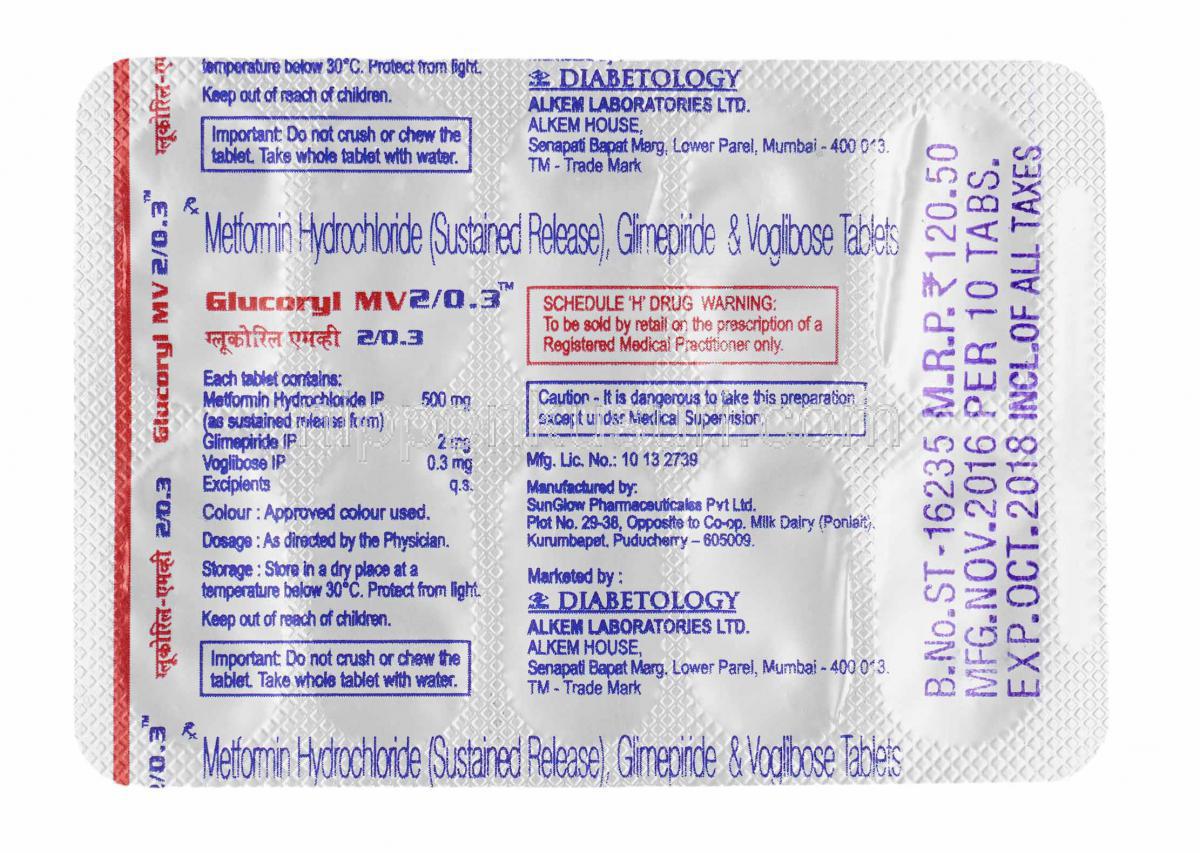 temperature below 30°C. Protect from light.
Keep out of reach of children.
Important: Do not crush or chew the
tablet. Take whole tablet with water.
DIABETOLOGY
ALKEM LABORATORIES LTD.
ALKEM HOUSE,
Senapati Bapat Marg, Lower Parel, Mumbai - 400 013.
TM - Trade Mark
Rx
Metformin Hydrochloride (Sustained Release), Glimepiride & Voglibose Tablets
Glucoryl MV 2/0.3™
ग्लूकोरिल एमव्ही 2/0.3
Each tablet contains:
Metformin Hydrochloride IP 500 mg
(as sustained release form)
Glimepiride IP 2 mg
Voglibose IP 0.3 mg
Excipients q.s.
Colour : Approved colour used.
Dosage : As directed by the Physician.
Storage : Store in a dry place at a
temperature below 30°C. Protect from light.
Keep out of reach of children.
Important: Do not crush or chew the
tablet. Take whole tablet with water.
SCHEDULE 'H' DRUG WARNING:
To be sold by retail on the prescription of a
Registered Medical Practitioner only.
Caution - It is dangerous to take this preparation
except under Medical Supervision.
Mfg. Lic. No.: 10 13 2739
Manufactured by:
SunGlow Pharmaceuticalss Pvt Ltd.
Plot No. 29-38, Opposite to Co-op. Milk Dairy (Ponlait),
Kurumbapet, Puducherry – 605009.
Marketed by :
DIABETOLOGY
ALKEM LABORATORIES LTD.
ALKEM HOUSE,
Senapati Bapat Marg, Lower Parel, Mumbai - 400 013.
TM - Trade Mark
Rx
Metformin Hydrochloride (Sustained Release), Glimepiride & Voglibose Tablets
2/0.3™
ग्लूकोरिल-एमव्ही 2/0.3
Glucoryl MV 2/0.3™
B.No.ST-16235 M.R.P. ₹ 120.50
MFG.NOV.2016 PER 10 TABS.
EXP.OCT.2018 INCL.OF ALL TAXES